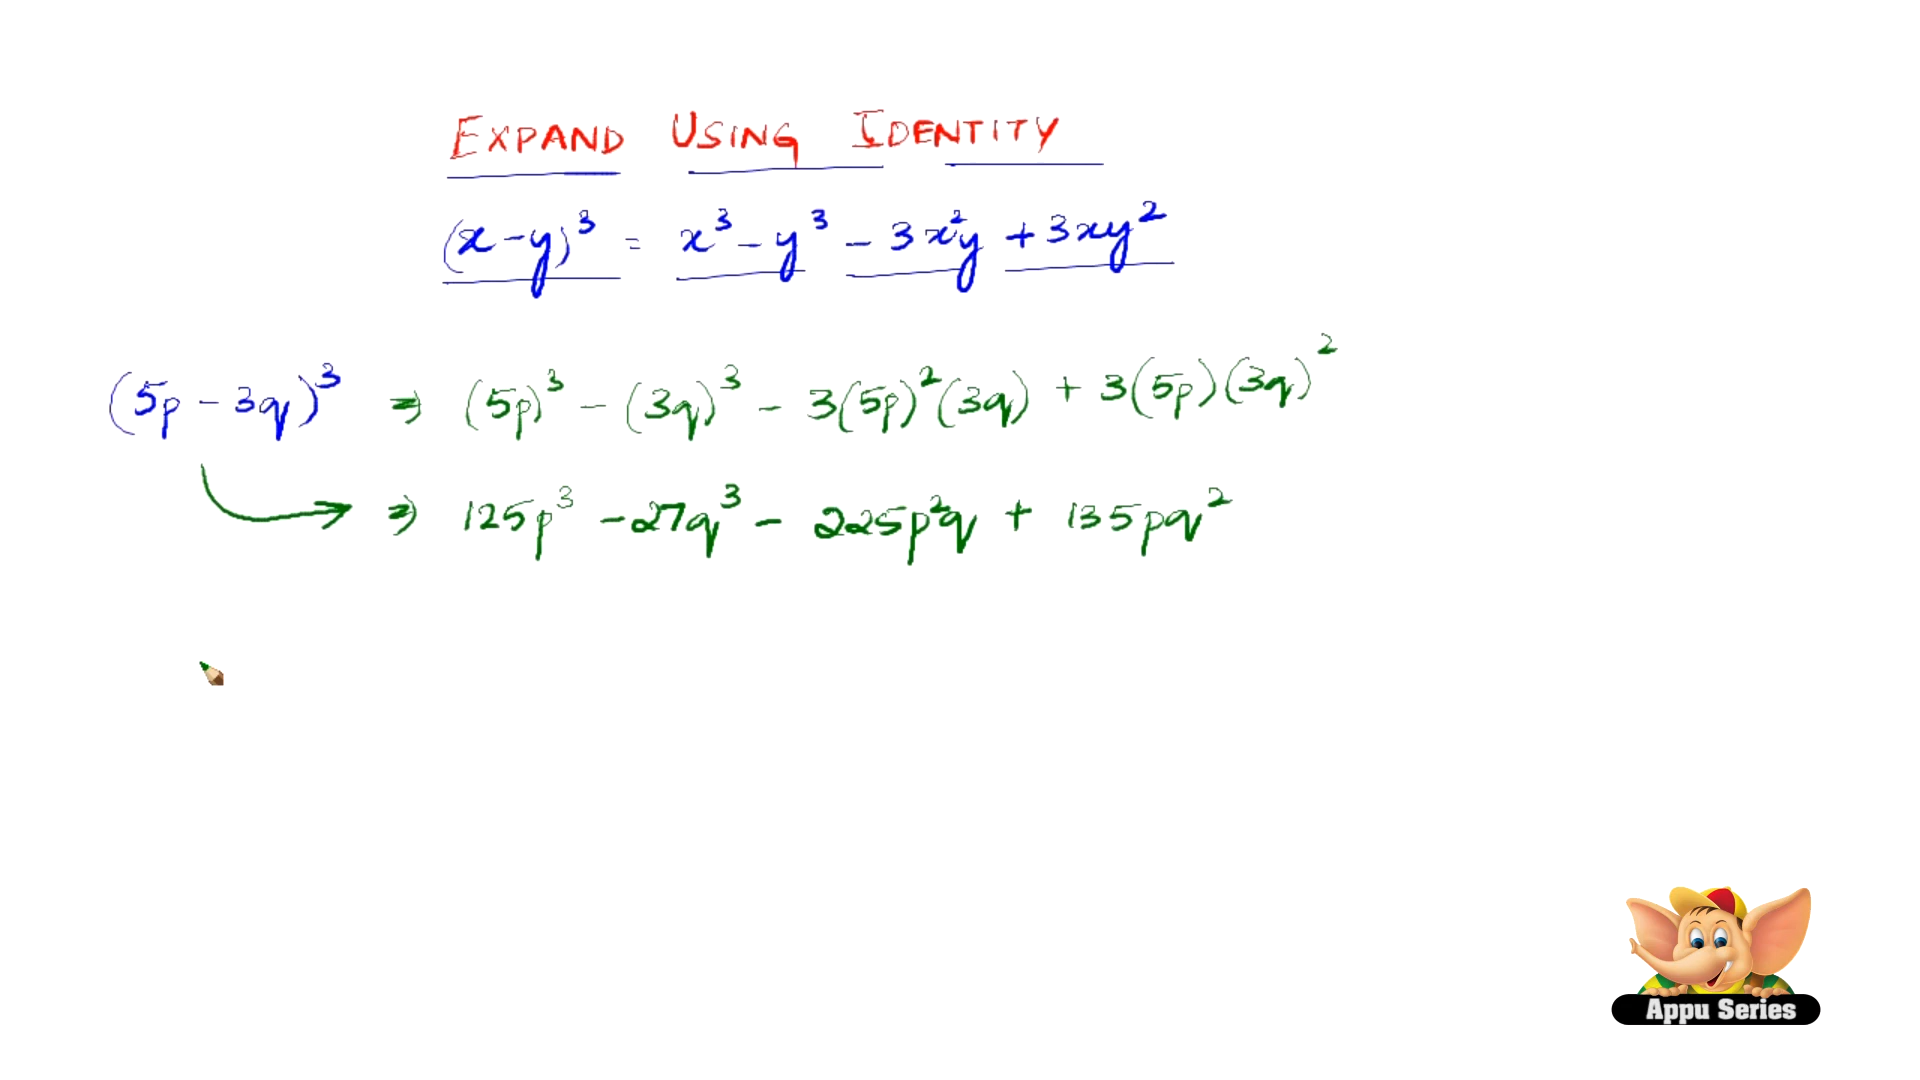 EXPAND USING IDENTITY
(x-y)³ = x³ - y³ - 3x²y + 3xy²
(5p - 3q)³ ⇒ (5p)³ - (3q)³ - 3(5p)²(3q) + 3(5p)(3q)²
⇒ 125p³ - 27q³ - 225p²q + 135pq²
Appu Series